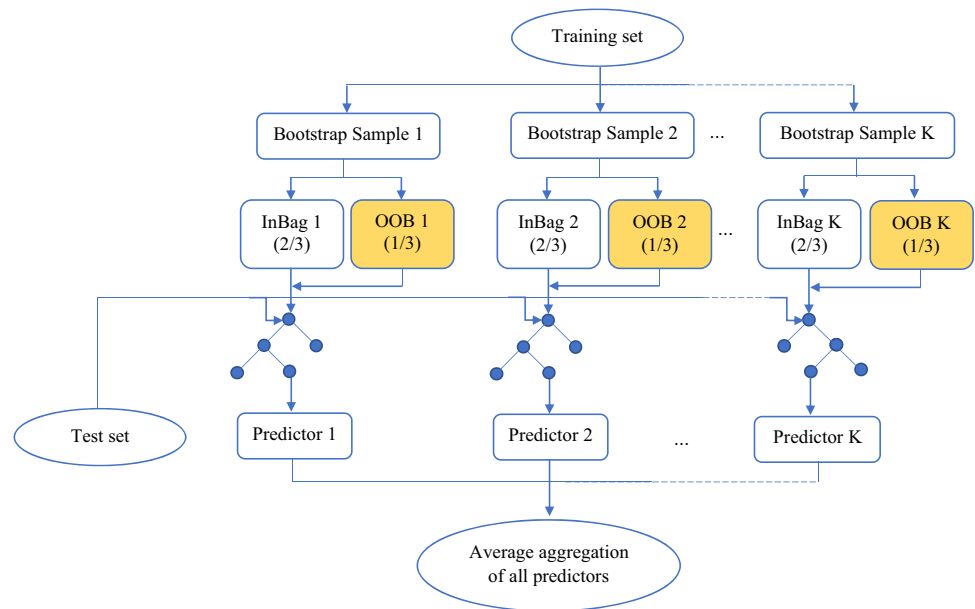 Training set
Bootstrap Sample 1
Bootstrap Sample 2
...
Bootstrap Sample K
InBag 1
(2/3)
OOB 1
(1/3)
InBag 2
(2/3)
OOB 2
(1/3)
...
InBag K
(2/3)
OOB K
(1/3)
Test set
Predictor 1
Predictor 2
...
Predictor K
Average aggregation
of all predictors